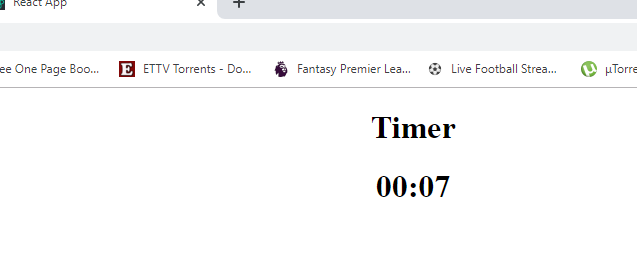 React App
ee One Page Boo... ETTV Torrents - Do... Fantasy Premier Lea... Live Football Strea... µTorre
Timer
00:07